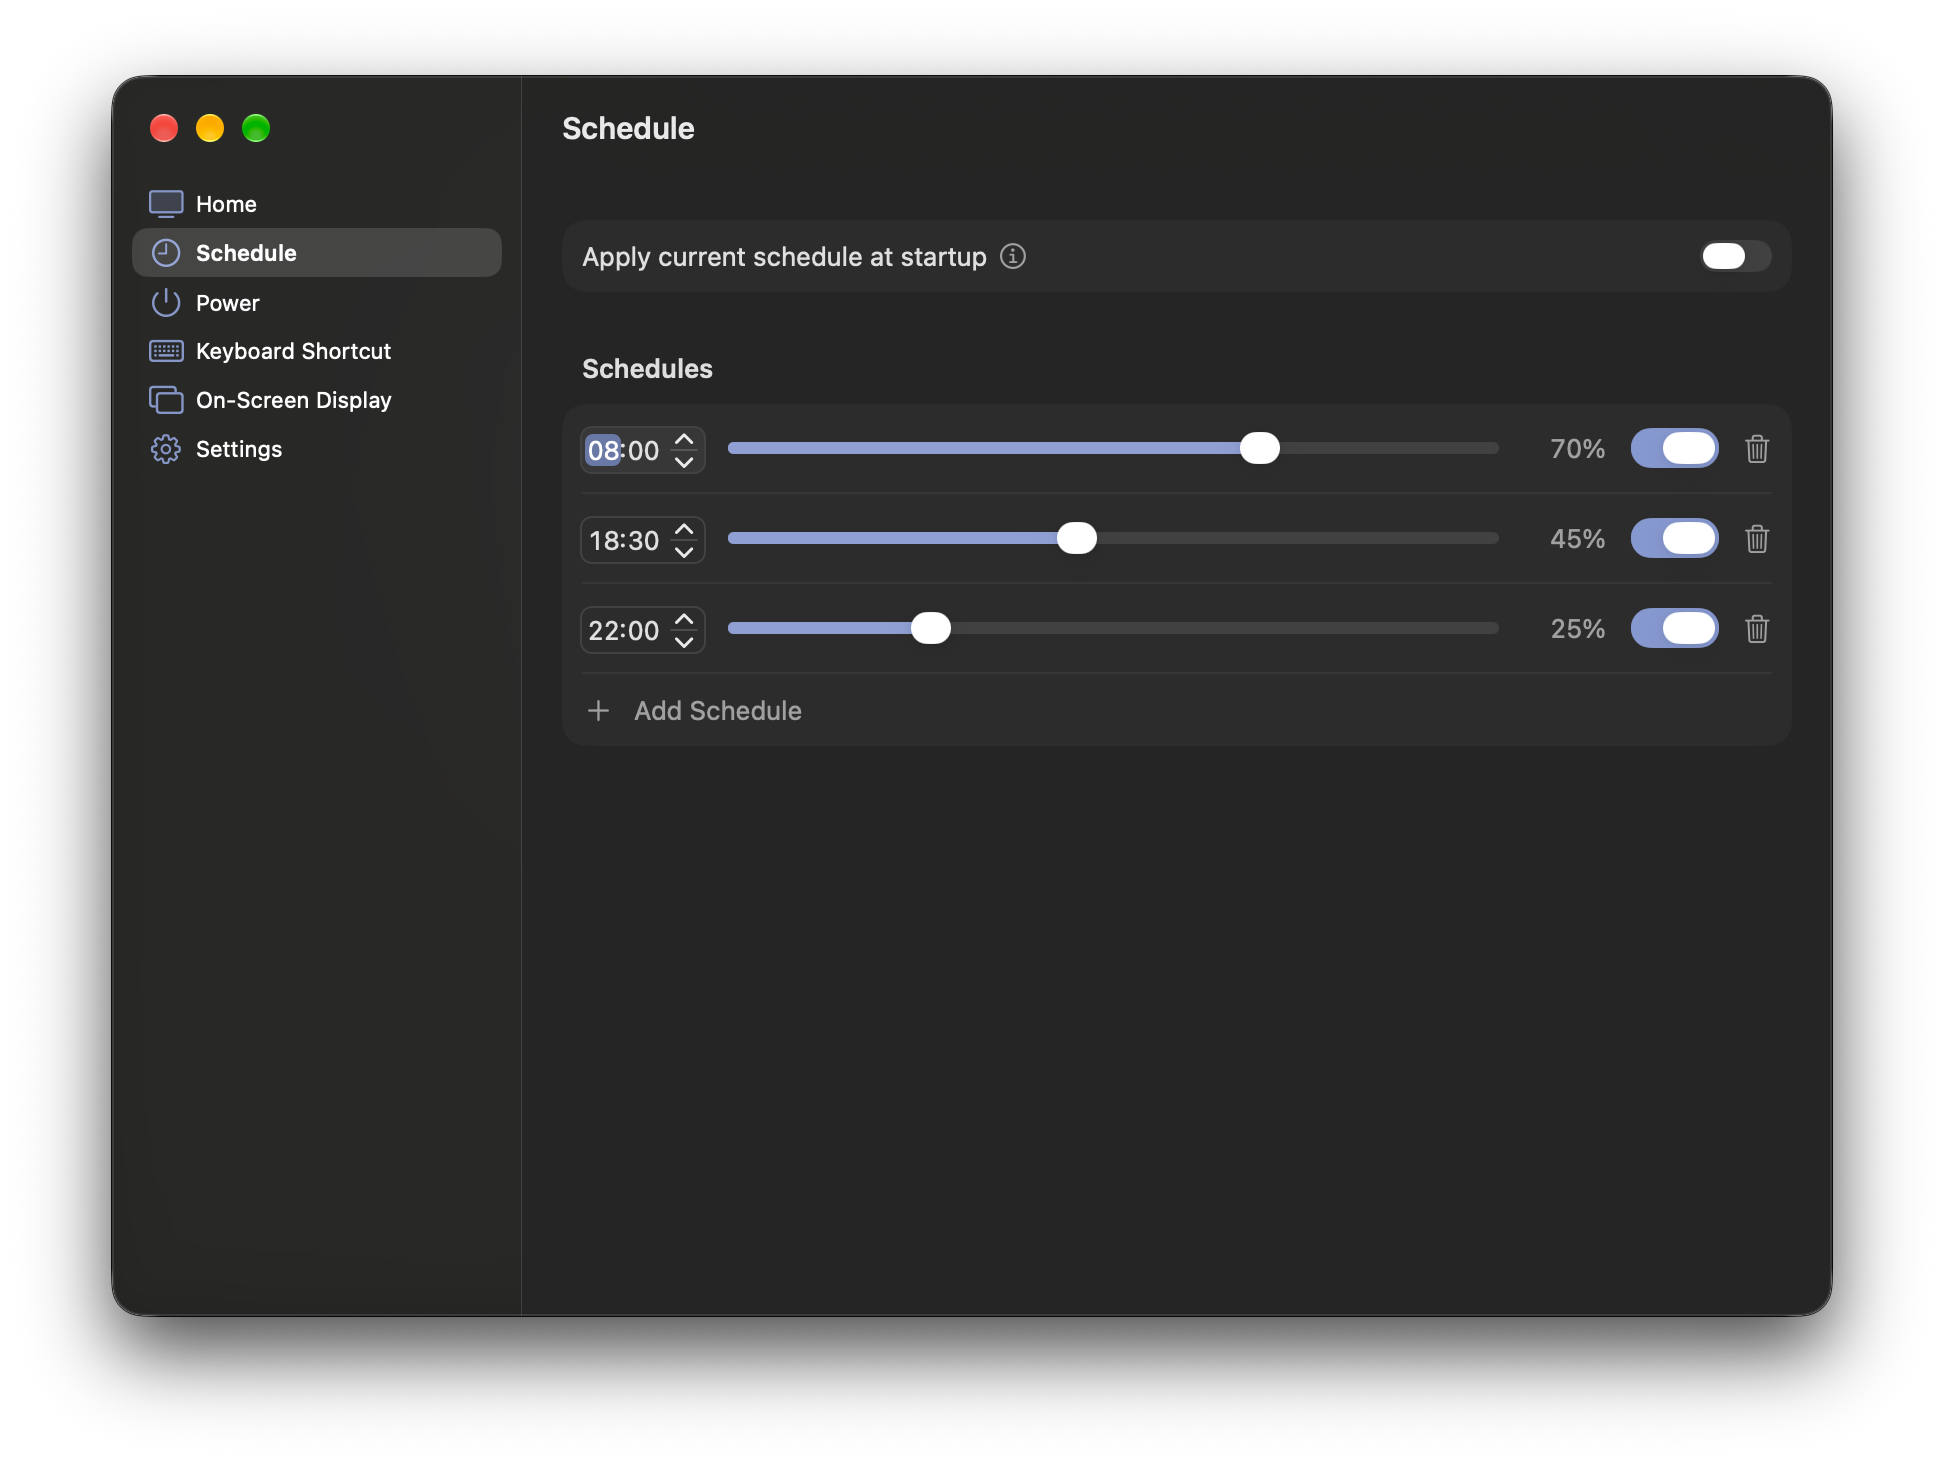 Schedule
Home
Schedule
Power
Keyboard Shortcut
On-Screen Display
Settings
Apply current schedule at startup
Schedules
08:00 70%
18:30 45%
22:00 25%
Add Schedule